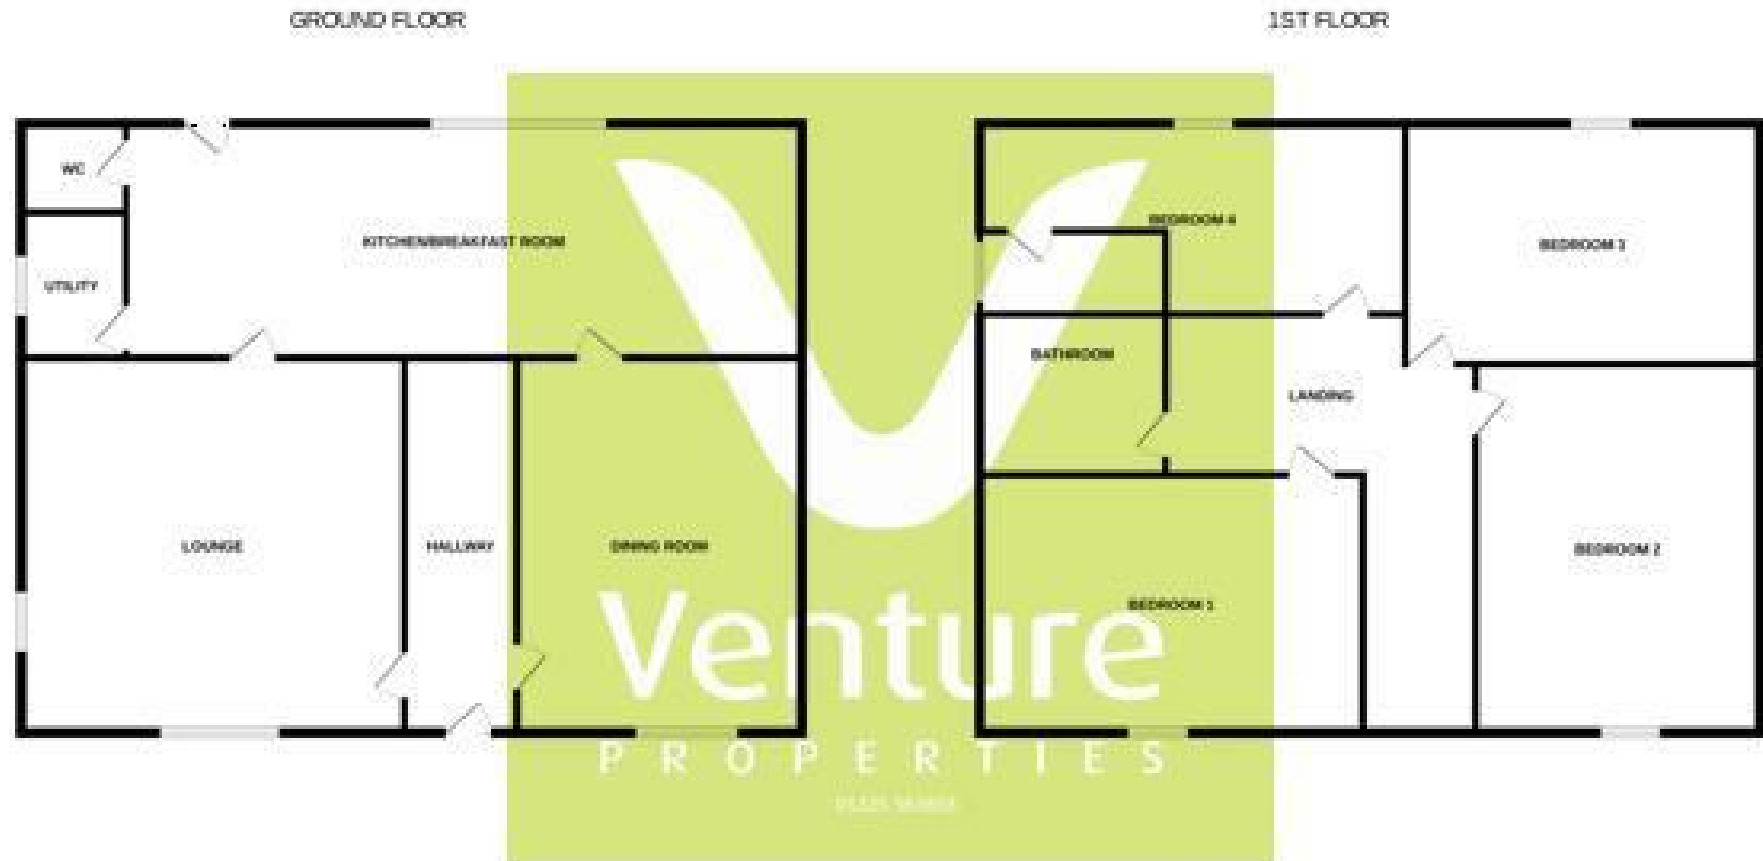 GROUND FLOOR
1ST FLOOR
WC
KITCHEN/BREAKFAST ROOM
UTILITY
LOUNGE
HALLWAY
DINING ROOM
BEDROOM 4
BEDROOM 3
BATHROOM
LANDING
BEDROOM 2
BEDROOM 1
Venture
PROPERTIES